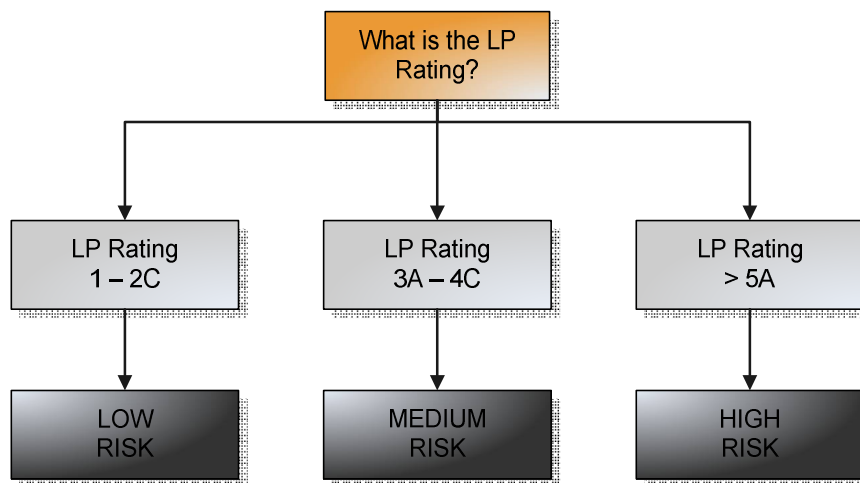 What is the LP
Rating?
LP Rating
1 – 2C
LP Rating
3A – 4C
LP Rating
> 5A
LOW
RISK
MEDIUM
RISK
HIGH
RISK